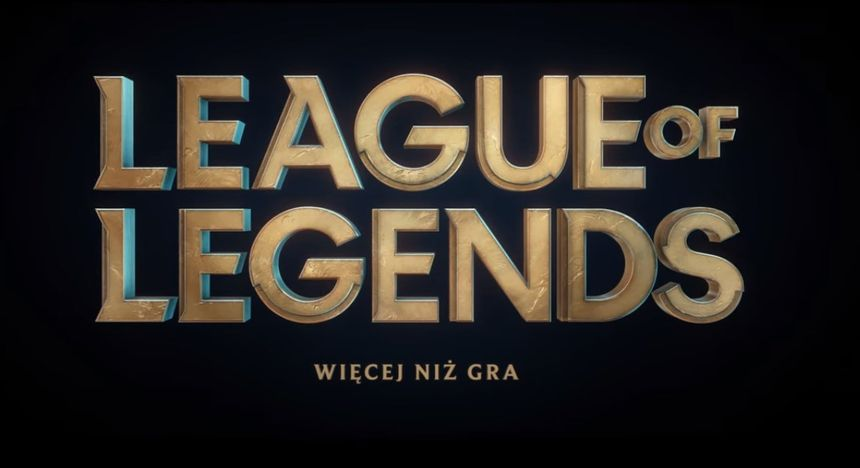 LEAGUE OF
LEGENDS
WIĘCEJ NIŻ GRA